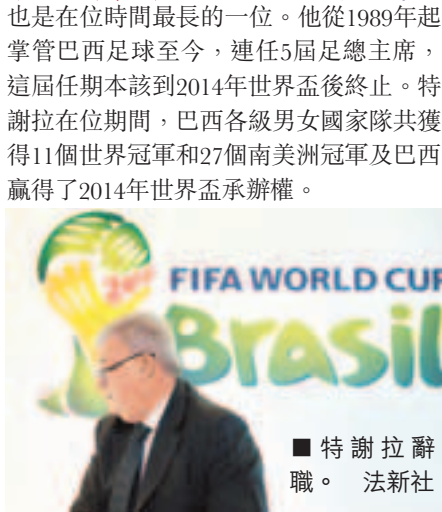 也是在位時間最長的一位。他從1989年起
掌管巴西足球至今，連任5屆足總主席，
這屆任期本該到2014年世界盃後終止。特
謝拉在位期間，巴西各級男女國家隊共獲
得11個世界冠軍和27個南美洲冠軍及巴西
贏得了2014年世界盃承辦權。
FIFA WORLD CUP
Brasil
■特謝拉辭
職。 法新社